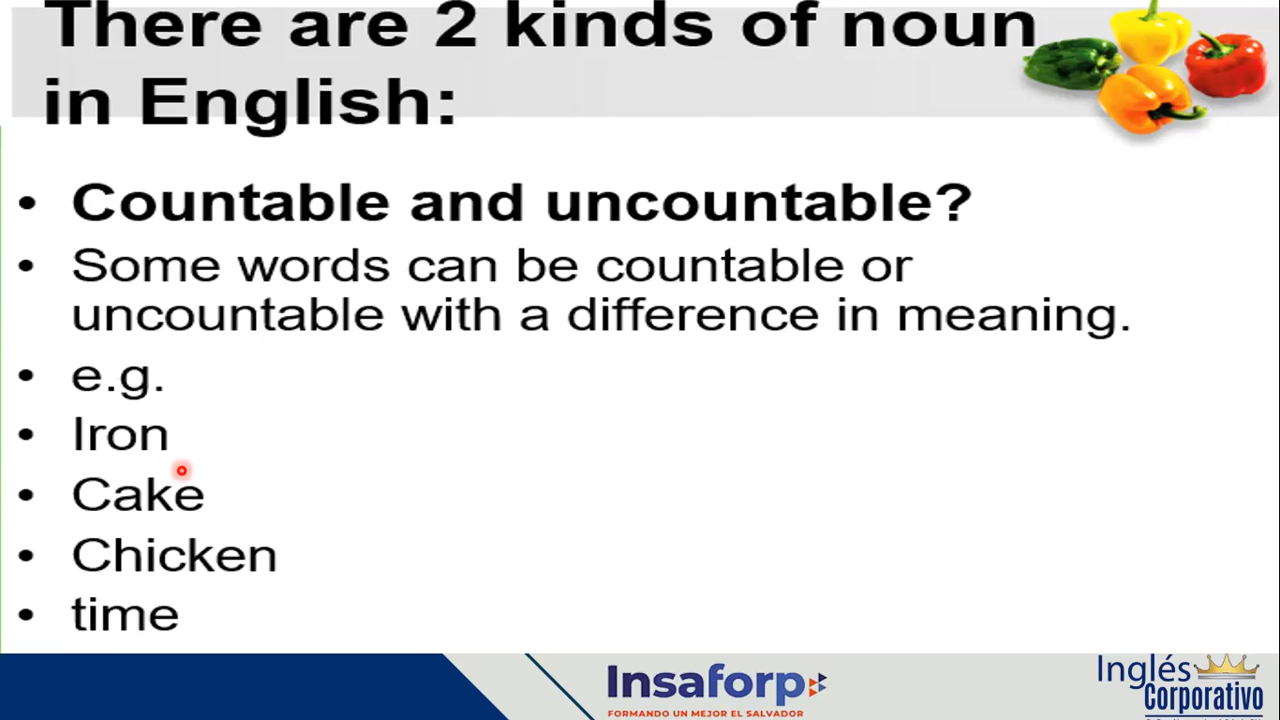 There are 2 kinds of noun
in English:
• Countable and uncountable?
• Some words can be countable or
uncountable with a difference in meaning.
• e.g.
• Iron
• Cake
• Chicken
• time
Insaforp
FORMANDO UN MEJOR EL SALVADOR
Inglés
Corporativo